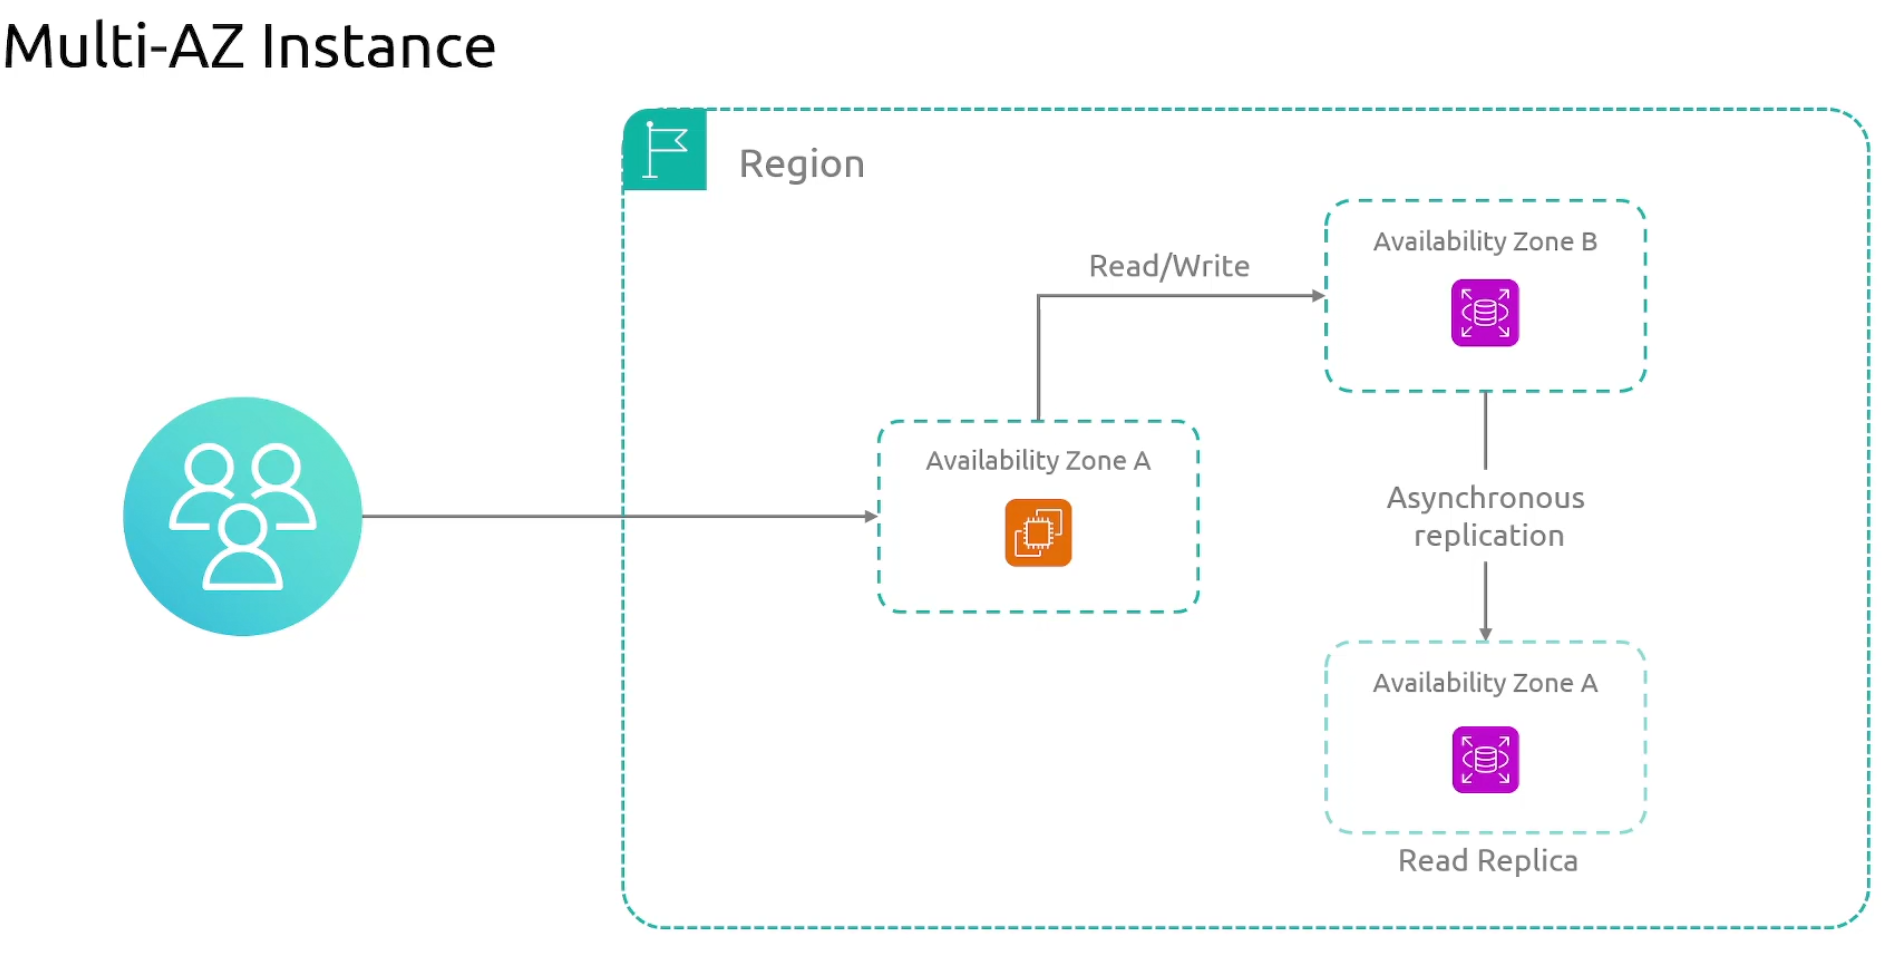 Multi-AZ Instance
Region
Availability Zone B
Read/Write
Availability Zone A
Asynchronous
replication
Availability Zone A
Read Replica